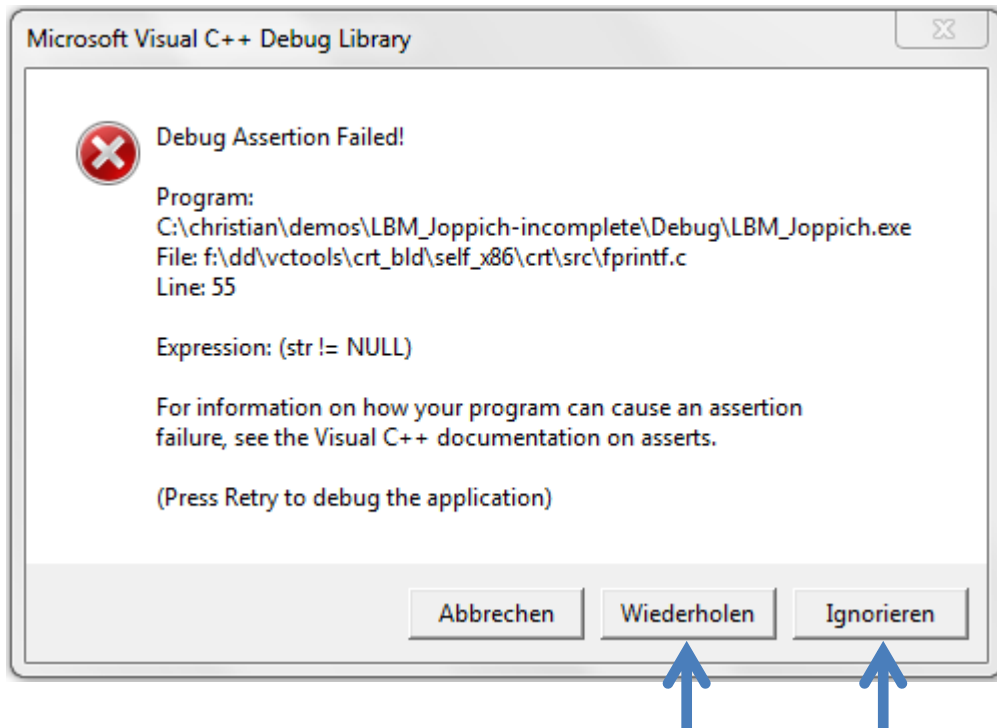 Microsoft Visual C++ Debug Library
Debug Assertion Failed!
Program:
C:\christian\demos\LBM_Joppich-incomplete\Debug\LBM_Joppich.exe
File: f:\dd\vctools\crt_bld\self_x86\crt\src\fprintf.c
Line: 55
Expression: (str != NULL)
For information on how your program can cause an assertion
failure, see the Visual C++ documentation on asserts.
(Press Retry to debug the application)
Abbrechen Wiederholen Ignorieren